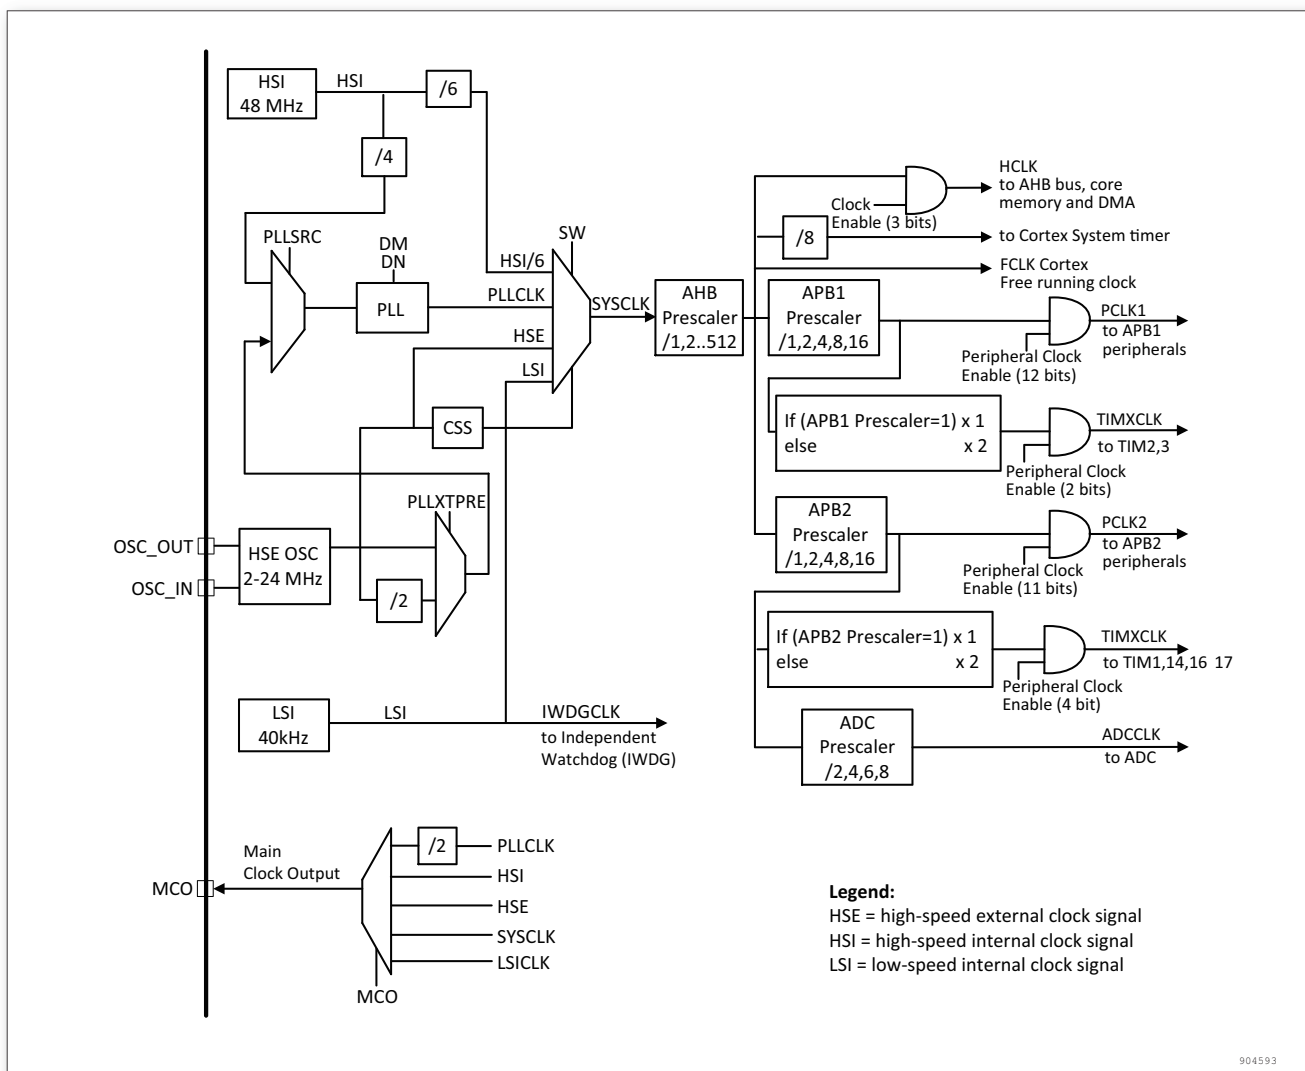 HSI
48 MHz
HSI
/6
/4
PLLSRC
DM
DN
PLL
HSI/6
PLLCLK
HSE
LSI
SW
SYSCLK
CSS
AHB
Prescaler
/1,2..512
HCLK
to AHB bus, core
memory and DMA
Clock
Enable (3 bits)
/8
to Cortex System timer
FCLK Cortex
Free running clock
APB1
Prescaler
/1,2,4,8,16
PCLK1
to APB1
peripherals
Peripheral Clock
Enable (12 bits)
If (APB1 Prescaler=1) x 1
else x 2
TIMXCLK
to TIM2,3
Peripheral Clock
Enable (2 bits)
APB2
Prescaler
/1,2,4,8,16
PCLK2
to APB2
peripherals
Peripheral Clock
Enable (11 bits)
If (APB2 Prescaler=1) x 1
else x 2
TIMXCLK
to TIM1,14,16 17
Peripheral Clock
Enable (4 bit)
ADC
Prescaler
/2,4,6,8
ADCCLK
to ADC
PLLXTPRE
OSC_OUT
OSC_IN
HSE OSC
2-24 MHz
/2
LSI
40kHz
LSI
IWDGCLK
to Independent
Watchdog (IWDG)
Main
Clock Output
MCO
/2
PLLCLK
HSI
HSE
SYSCLK
LSICLK
MCO
Legend:
HSE = high-speed external clock signal
HSI = high-speed internal clock signal
LSI = low-speed internal clock signal
904593